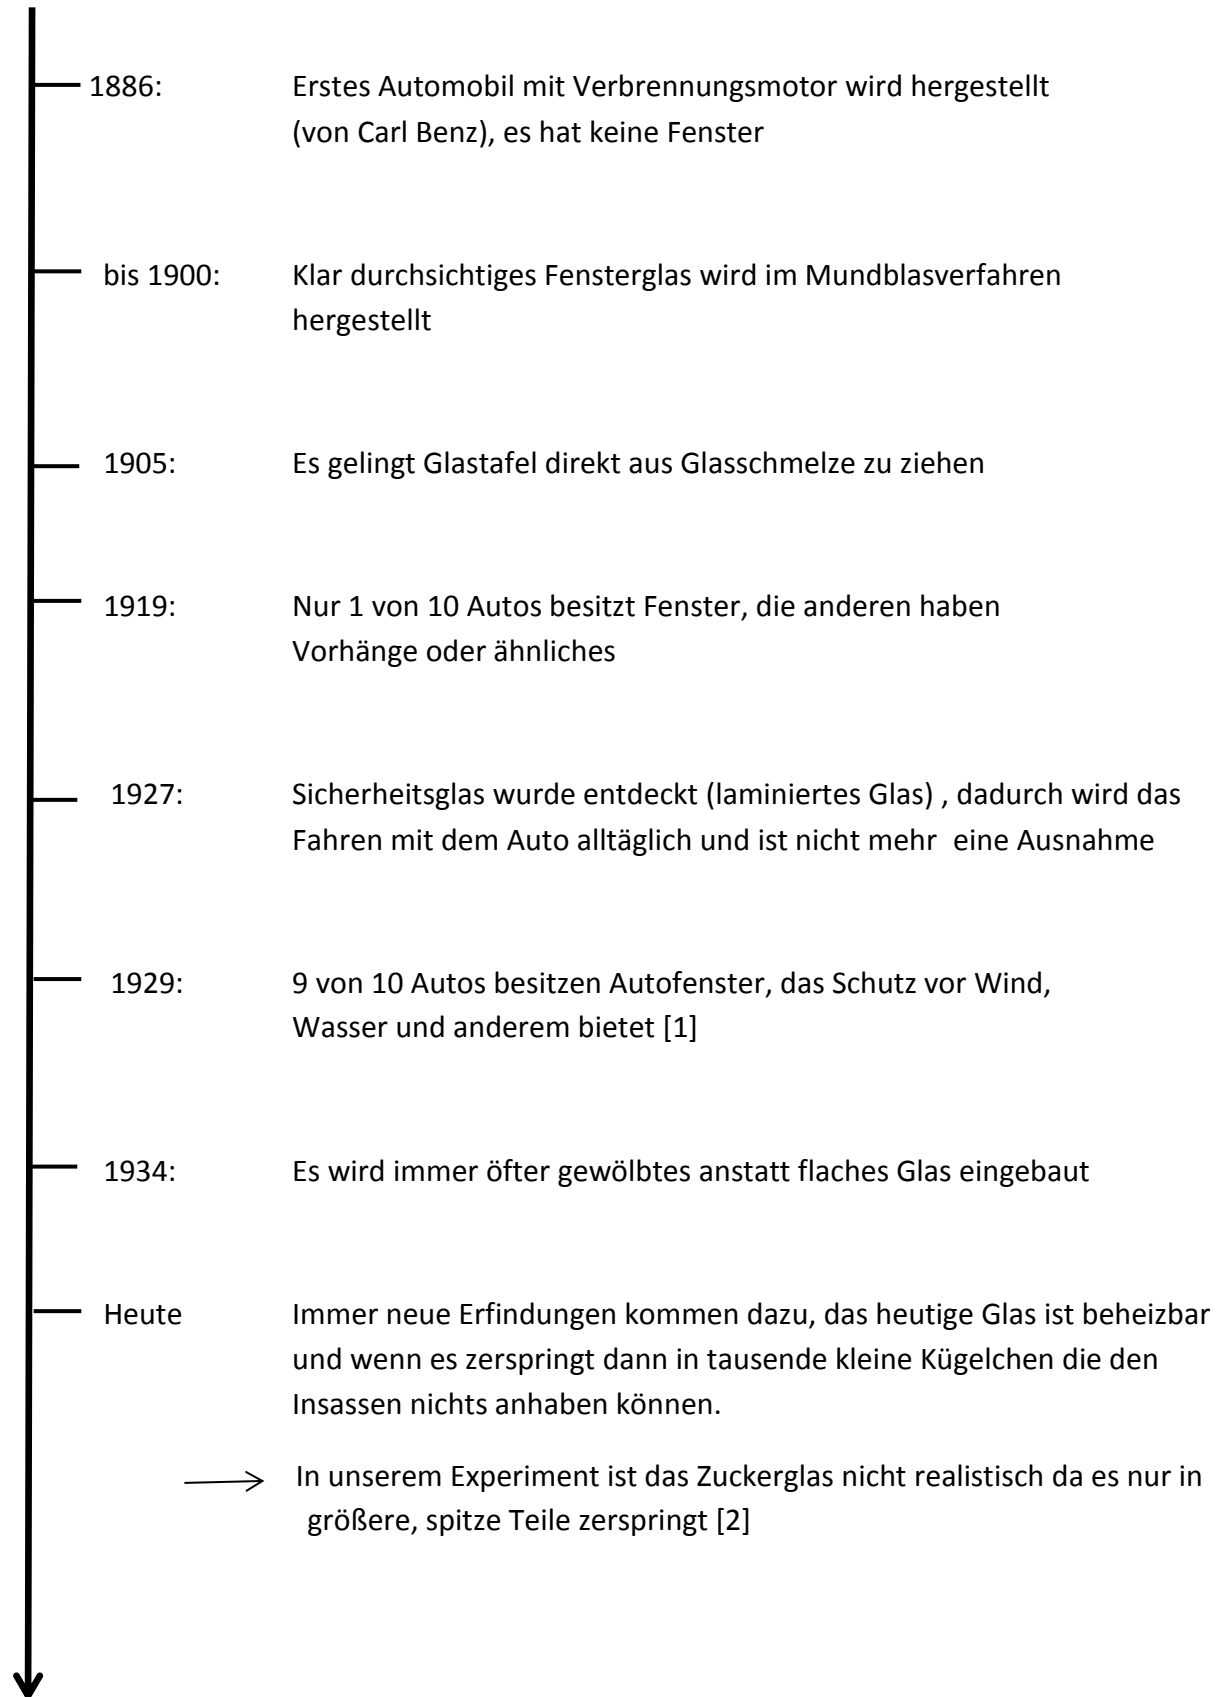 1886: Erstes Automobil mit Verbrennungsmotor wird hergestellt
(von Carl Benz), es hat keine Fenster
bis 1900: Klar durchsichtiges Fensterglas wird im Mundblasverfahren
hergestellt
1905: Es gelingt Glastafel direkt aus Glasschmelze zu ziehen
1919: Nur 1 von 10 Autos besitzt Fenster, die anderen haben
Vorhänge oder ähnliches
1927: Sicherheitsglas wurde entdeckt (laminiertes Glas) , dadurch wird das
Fahren mit dem Auto alltäglich und ist nicht mehr eine Ausnahme
1929: 9 von 10 Autos besitzen Autofenster, das Schutz vor Wind,
Wasser und anderem bietet [1]
1934: Es wird immer öfter gewölbtes anstatt flaches Glas eingebaut
Heute Immer neue Erfindungen kommen dazu, das heutige Glas ist beheizbar
und wenn es zerspringt dann in tausende kleine Kügelchen die den
Insassen nichts anhaben können.
In unserem Experiment ist das Zuckerglas nicht realistisch da es nur in
größere, spitze Teile zerspringt [2]